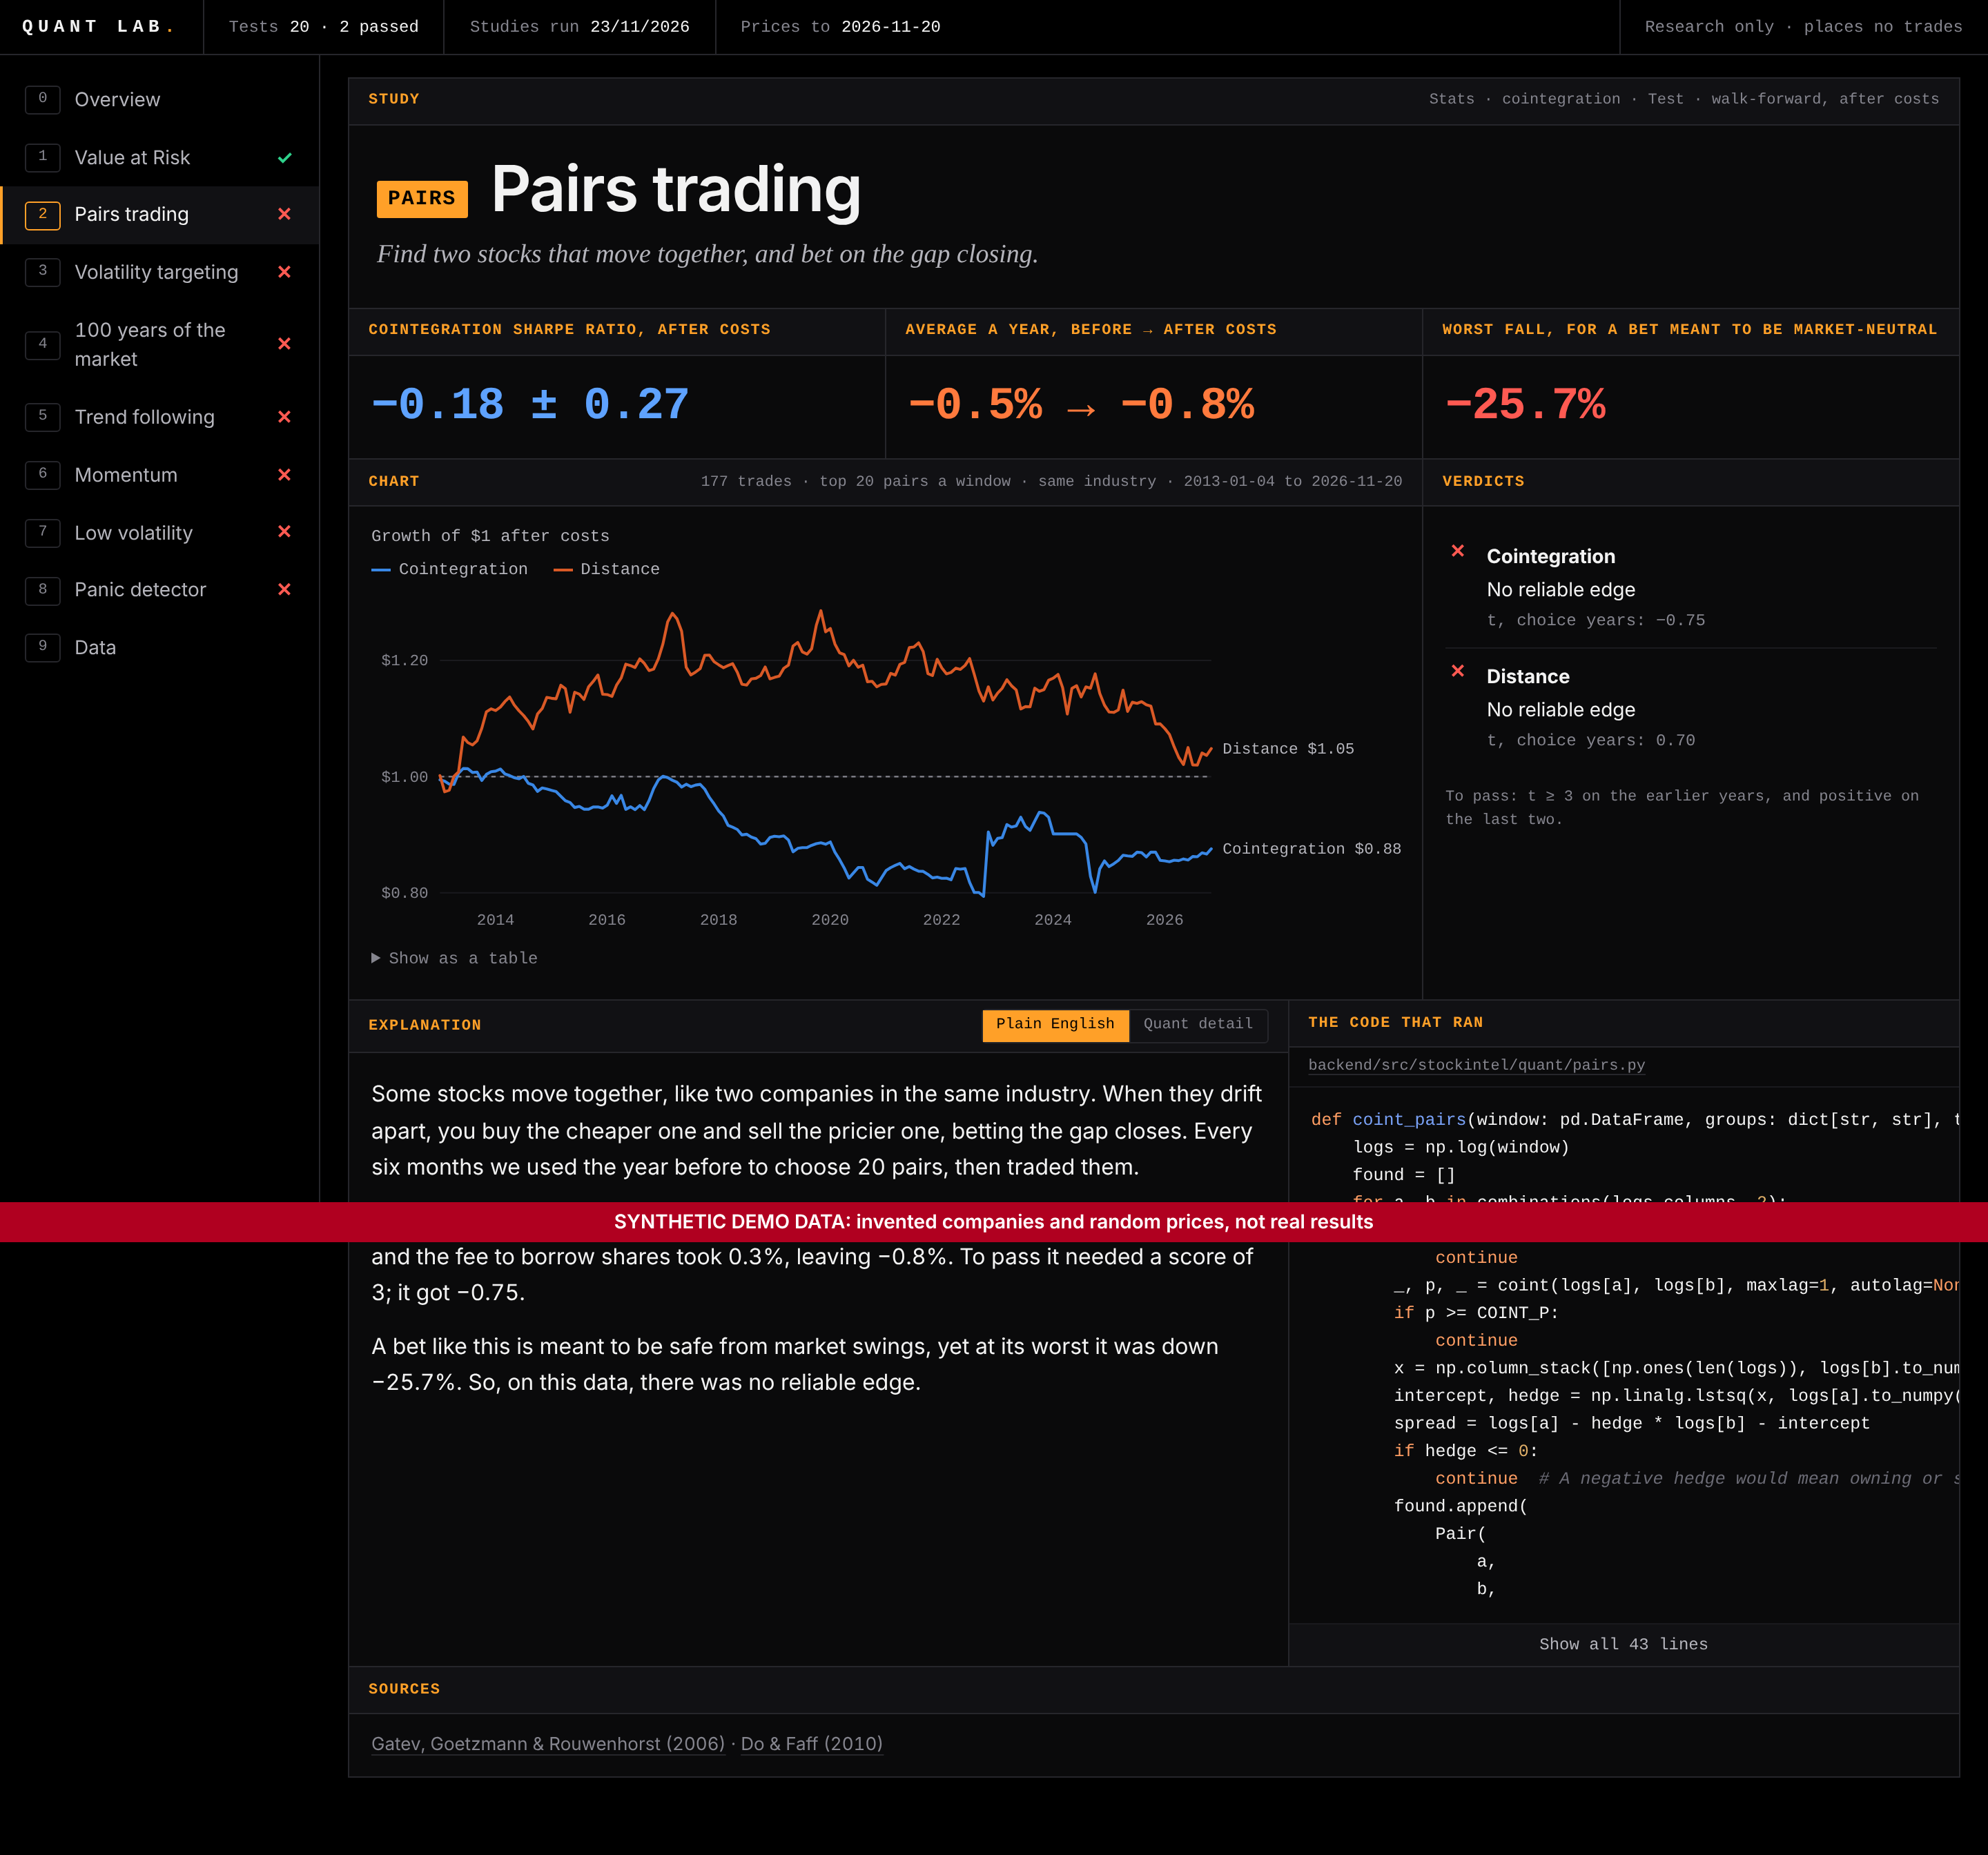 QUANT LAB.
Tests 20 · 2 passed
Studies run 23/11/2026
Prices to 2026-11-20
Research only · places no trades
0 Overview
1 Value at Risk ✓
2 Pairs trading ✕
3 Volatility targeting ✕
4 100 years of the
market ✕
5 Trend following ✕
6 Momentum ✕
7 Low volatility ✕
8 Panic detector ✕
9 Data
STUDY
Stats · cointegration · Test · walk-forward, after costs
PAIRS Pairs trading
Find two stocks that move together, and bet on the gap closing.
COINTEGRATION SHARPE RATIO, AFTER COSTS
−0.18 ± 0.27
AVERAGE A YEAR, BEFORE → AFTER COSTS
−0.5% → −0.8%
WORST FALL, FOR A BET MEANT TO BE MARKET-NEUTRAL
−25.7%
CHART
177 trades · top 20 pairs a window · same industry · 2013-01-04 to 2026-11-20
Growth of $1 after costs
Cointegration Distance
$1.20
$1.00
$0.80
Distance $1.05
Cointegration $0.88
2014 2016 2018 2020 2022 2024 2026
▶ Show as a table
VERDICTS
✕ Cointegration
No reliable edge
t, choice years: −0.75
✕ Distance
No reliable edge
t, choice years: 0.70
To pass: t ≥ 3 on the earlier years, and positive on
the last two.
EXPLANATION
Plain English Quant detail
Some stocks move together, like two companies in the same industry. When they drift
apart, you buy the cheaper one and sell the pricier one, betting the gap closes. Every
six months we used the year before to choose 20 pairs, then traded them.
SYNTHETIC DEMO DATA: invented companies and random prices, not real results
and the fee to borrow shares took 0.3%, leaving −0.8%. To pass it needed a score of
3; it got −0.75.
A bet like this is meant to be safe from market swings, yet at its worst it was down
−25.7%. So, on this data, there was no reliable edge.
THE CODE THAT RAN
backend/src/stockintel/quant/pairs.py
def coint_pairs(window: pd.DataFrame, groups: dict[str, str], t
logs = np.log(window)
found = []
for a, b in combinations(logs.columns, 2):
continue
_, p, _ = coint(logs[a], logs[b], maxlag=1, autolag=Non
if p >= COINT_P:
continue
x = np.column_stack([np.ones(len(logs)), logs[b].to_num
intercept, hedge = np.linalg.lstsq(x, logs[a].to_numpy(
spread = logs[a] - hedge * logs[b] - intercept
if hedge <= 0:
continue # A negative hedge would mean owning or s
found.append(
Pair(
a,
b,
Show all 43 lines
SOURCES
Gatev, Goetzmann & Rouwenhorst (2006) · Do & Faff (2010)